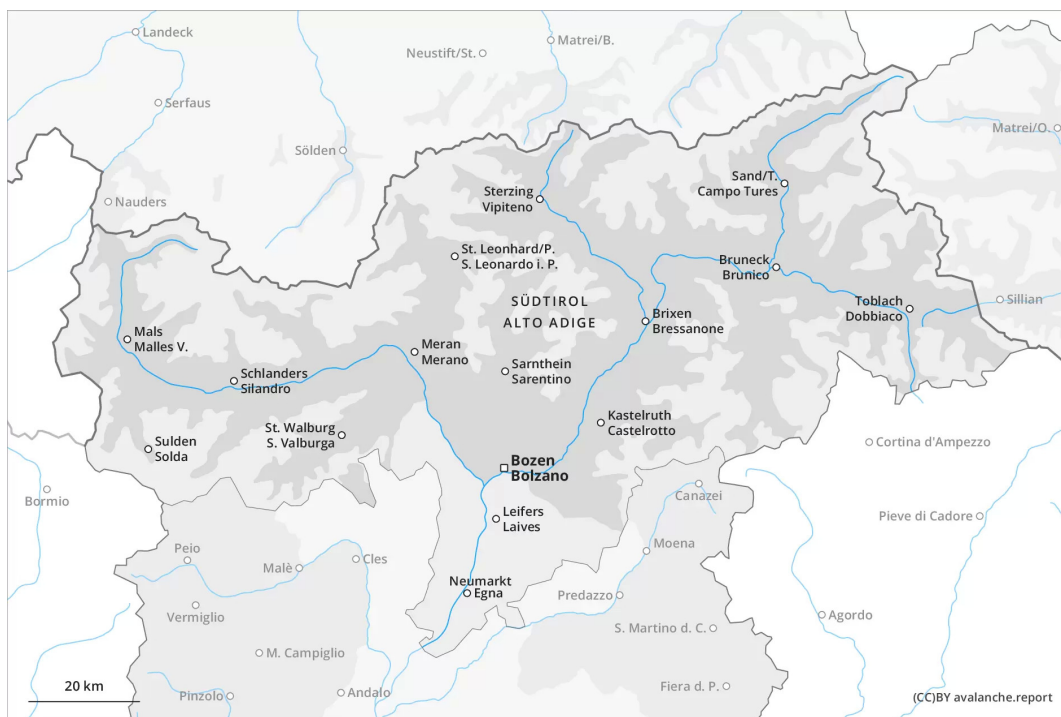 Landeck
Neustift/St.
Matrei/B.
Serfaus
Matrei/O.
Sölden
Nauders
Sand/T.
Campo Tures
Sterzing
Vipiteno
St. Leonhard/P.
S. Leonardo i. P.
Bruneck
Brunico
SÜDTIROL
ALTO ADIGE
Toblach
Dobbiaco
Sillian
Brixen
Bressanone
Mals
Malles V.
Meran
Merano
Schlanders
Silandro
Sarnthein
Sarentino
St. Walburg
S. Valburga
Kastelruth
Castelrotto
Sulden
Solda
Cortina d'Ampezzo
Bozen
Bolzano
Bormio
Canazei
Leifers
Laives
Pieve di Cadore
Peio
Moena
Cles
Malè
Neumarkt
Egna
Predazzo
Vermiglio
Agordo
S. Martino d. C.
M. Campiglio
Fiera d. P.
20 km
Pinzolo
Andalo
(CC)BY avalanche.report